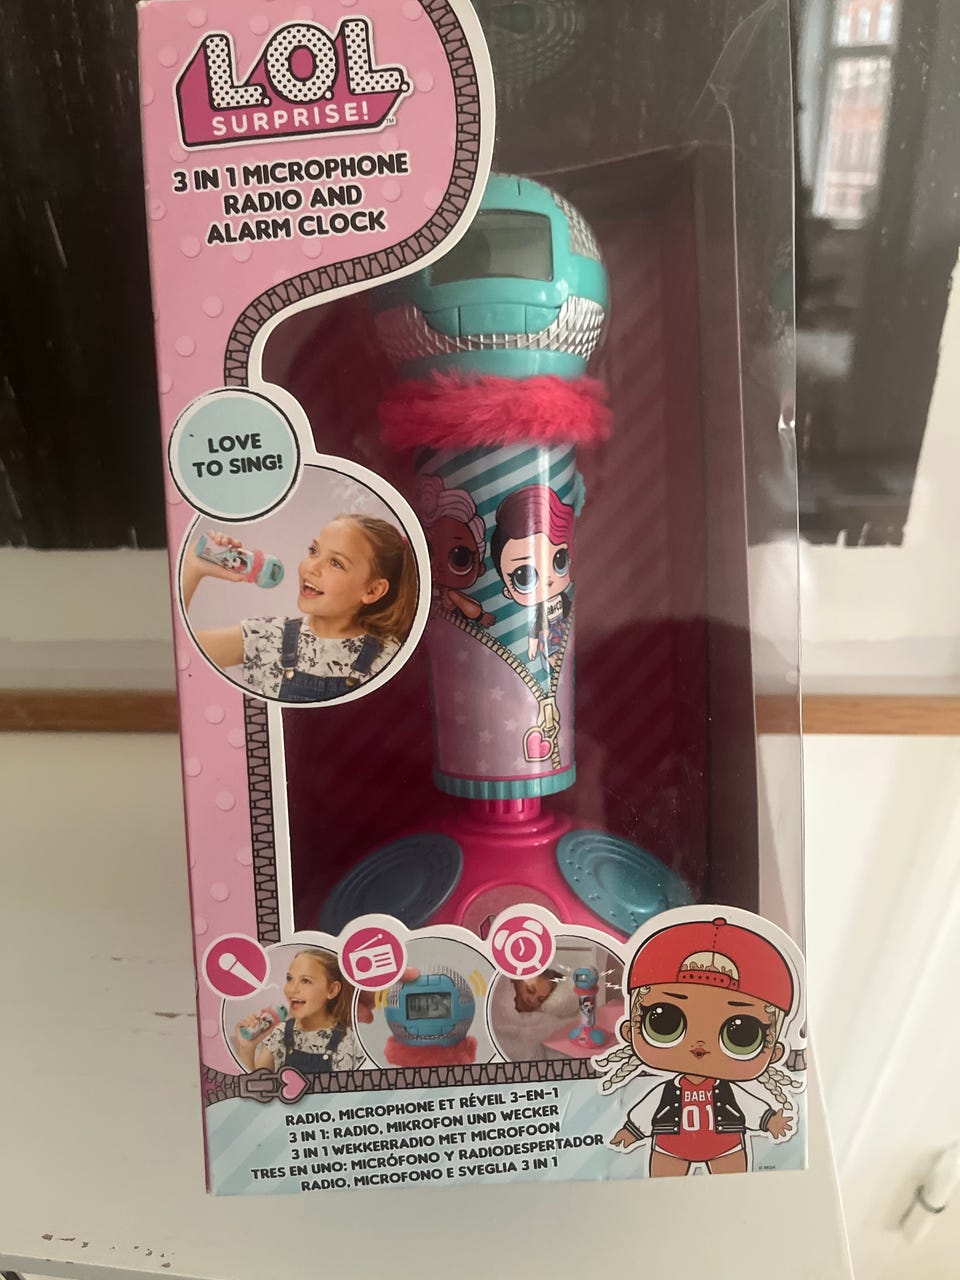 L.O.L.
SURPRISE!™
3 IN 1 MICROPHONE
RADIO AND
ALARM CLOCK
LOVE
TO SING!
BABY
01
RADIO, MICROPHONE ET RÉVEIL 3-EN-1
3 IN 1: RADIO, MIKROFON UND WECKER
3 IN 1 WEKKERRADIO MET MICROFOON
TRES EN UNO: MICRÓFONO Y RADIODESPERTADOR
RADIO, MICROFONO E SVEGLIA 3 IN 1
© MGA